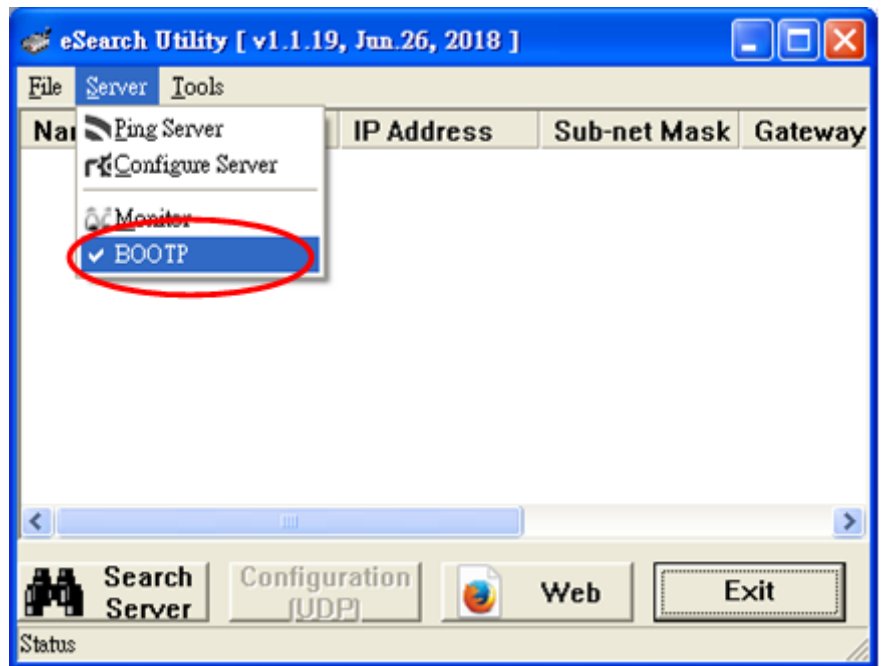 eSearch Utility [ v1.1.19, Jun.26, 2018 ]
File Server Tools
Nar IP Address Sub-net Mask Gateway
Ping Server
Configure Server
Monitor
BOOTP
Search Server
Configuration (UDP)
Web
Exit
Status